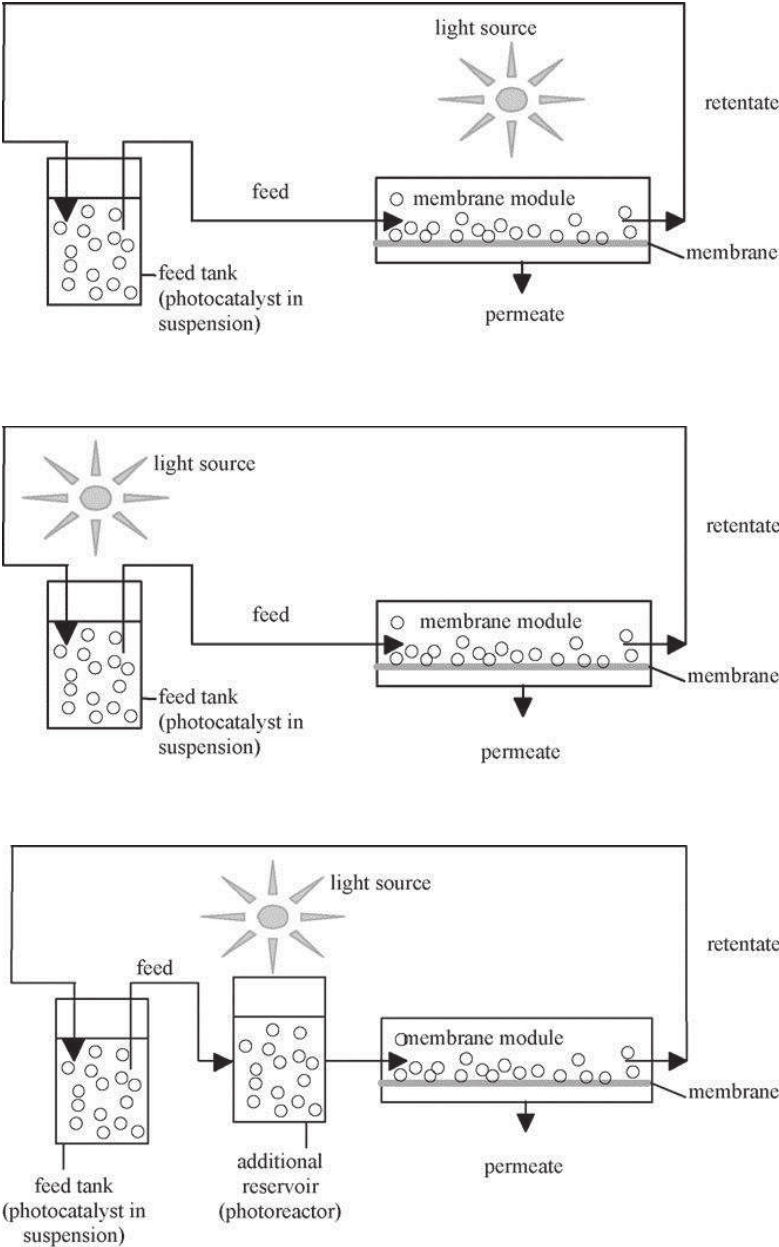 light source
retentate
feed
membrane module
membrane
feed tank
(photocatalyst in
suspension)
permeate
light source
retentate
feed
membrane module
membrane
feed tank
(photocatalyst in
suspension)
permeate
light source
retentate
feed
membrane module
membrane
permeate
feed tank
(photocatalyst in
suspension)
additional
reservoir
(photoreactor)